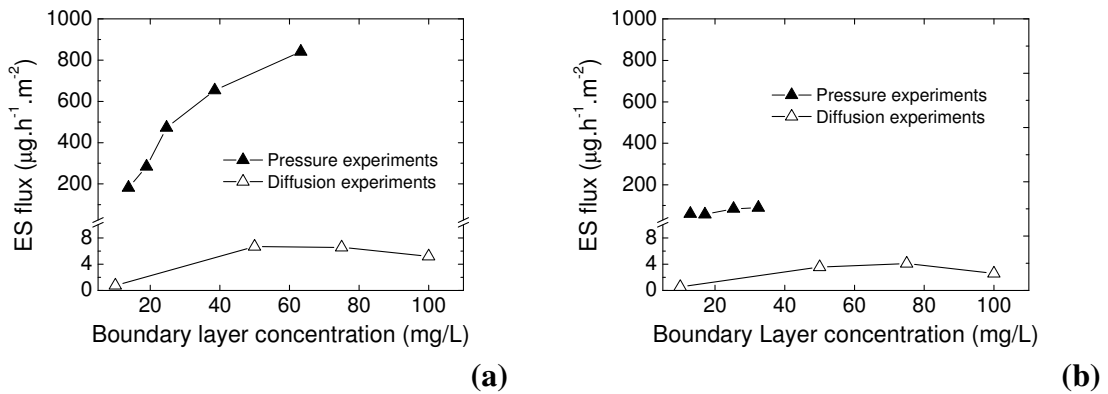 1000
800
600
400
200
8
4
0
ES flux (μg.h⁻¹.m⁻²)
Pressure experiments
Diffusion experiments
20 40 60 80 100
Boundary layer concentration (mg/L)
(a)
1000
800
600
400
200
8
4
0
ES flux (μg.h⁻¹.m⁻²)
Pressure experiments
Diffusion experiments
20 40 60 80 100
Boundary Layer concentration (mg/L)
(b)